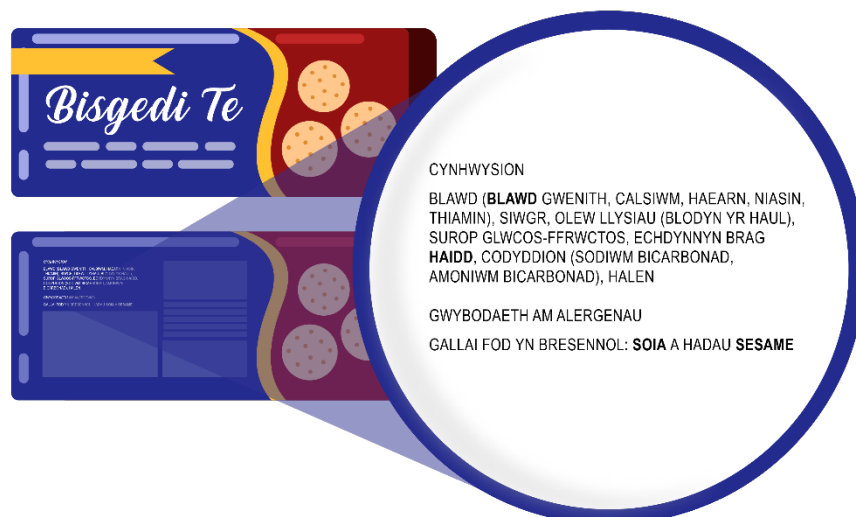 Bisgedi Te
CYNHWYSION
BLAWD (BLAWD GWENITH, CALSIWM, HAEARN, NIASIN,
THIAMIN), SIWGR, OLEW LLYSIAU (BLODYN YR HAUL),
SUROP GLWCOS-FFRWCTOS, ECHDYNNYN BRAG
HAIDD, CODYDDION (SODIWM BICARBONAD,
AMONIWM BICARBONAD), HALEN
GWYBODAETH AM ALERGENAU
GALLAI FOD YN BRESENNOL: SOIA A HADAU SESAME